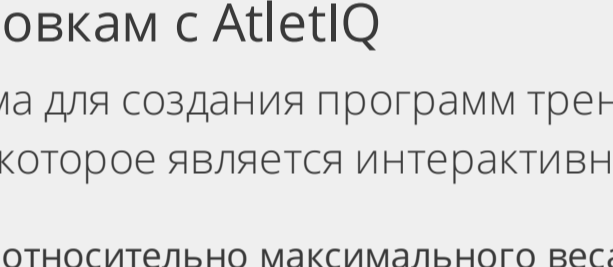 овкам с AtletIQ
ма для создания программ трен
которое является интерактивн
относительно максимального веса